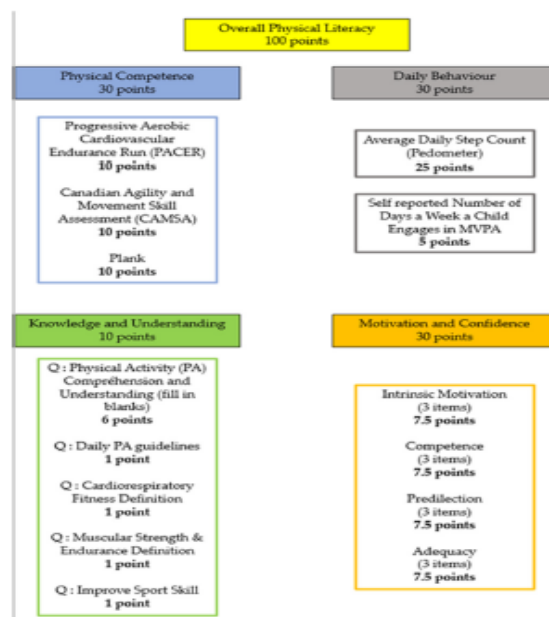 Overall Physical Literacy
100 points
Physical Competence
30 points
Progressive Aerobic
Cardiovascular
Endurance Run (PACER)
10 points
Canadian Agility and
Movement Skill
Assessment (CAMSA)
10 points
Plank
10 points
Daily Behaviour
30 points
Average Daily Step Count
(Pedometer)
25 points
Self reported Number of
Days a Week a Child
Engages in MVPA
5 points
Knowledge and Understanding
10 points
Q : Physical Activity (PA)
Compréhension and
Understanding (fill in
blanks)
6 points
Q : Daily PA guidelines
1 point
Q : Cardiorespiratory
Fitness Definition
1 point
Q : Muscular Strength &
Endurance Definition
1 point
Q : Improve Sport Skill
1 point
Motivation and Confidence
30 points
Intrinsic Motivation
(3 items)
7.5 points
Competence
(3 items)
7.5 points
Predilection
(3 items)
7.5 points
Adequacy
(3 items)
7.5 points